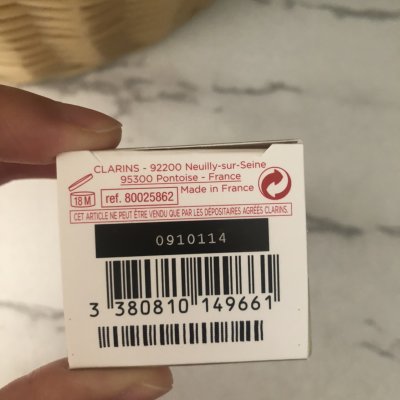 CLARINS - 92200 Neuilly-sur-Seine
95300 Pontoise - France
18 M ref. 80025862 Made in France
CET ARTICLE NE PEUT ÊTRE VENDU QUE PAR LES DÉPOSITAIRES AGRÉÉS CLARINS.
0910114
3 380810 149661